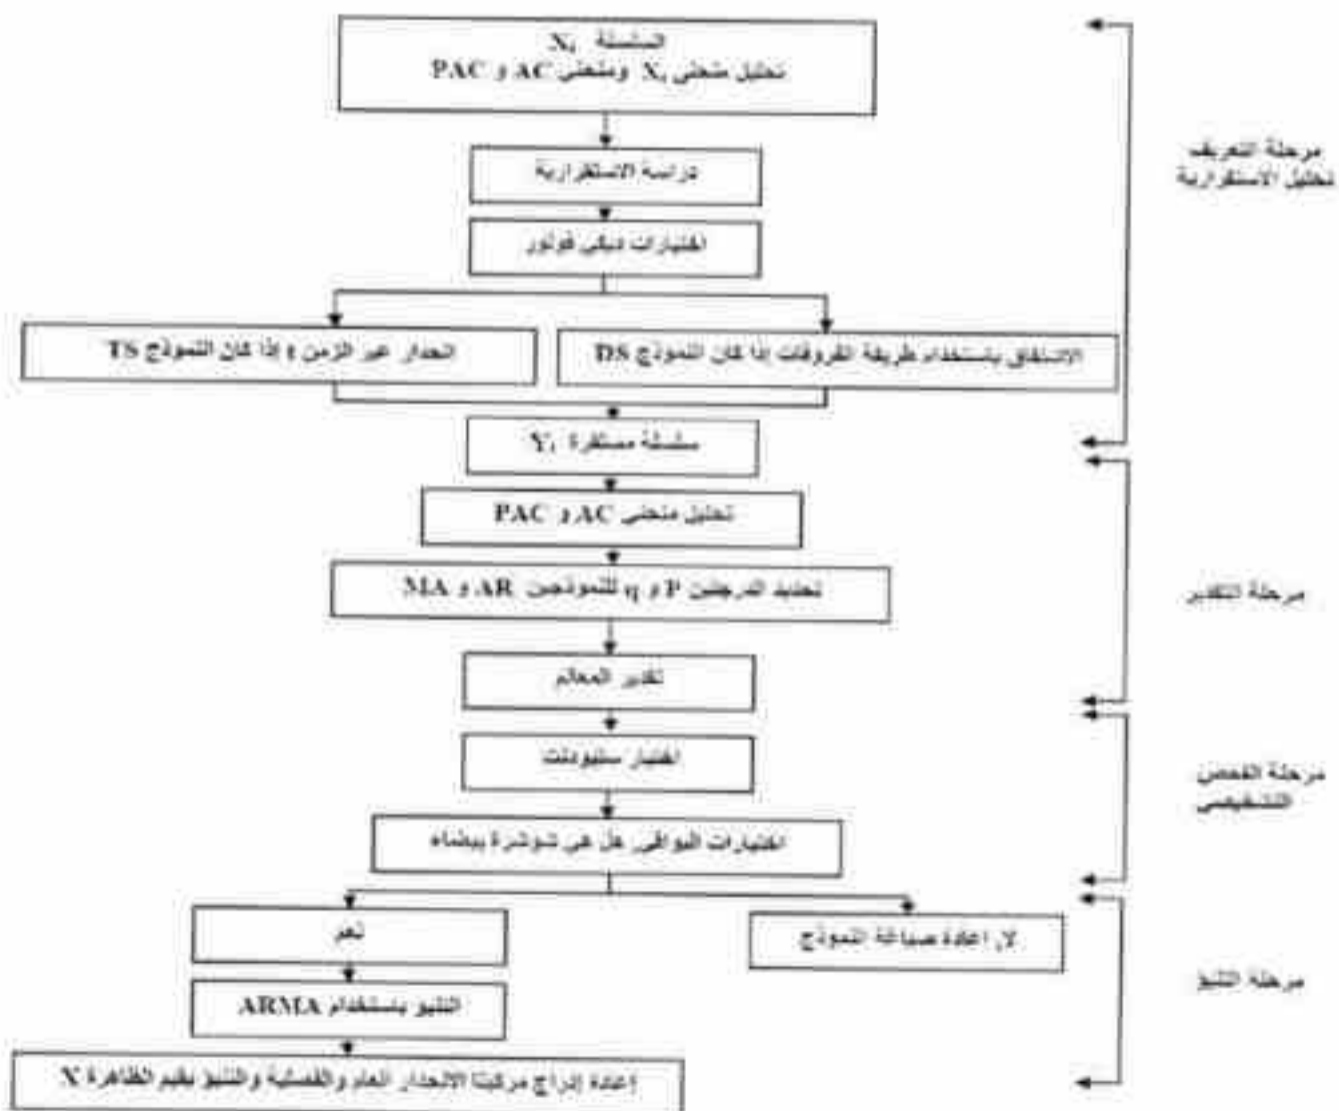 السلسلة Xt
تحليل منحنى Xt ومنحنى AC و PAC
دراسة الاستقرارية
اختبارات ديكي فولور
الاشتقاق باستخدام طريقة الفروقات إذا كان النموذج DS
انحدار عبر الزمن t إذا كان النموذج TS
سلسلة مستقرة Yt
تحليل منحنى AC و PAC
تحديد الدرجتين P و q للنموذجين AR و MA
تقدير المعالم
اختبار ستيودنت
اختبارات البواقي, هل هي شوشرة بيضاء
لا, اعادة صياغة النموذج
نعم
التنبؤ باستخدام ARMA
إعادة إدراج مركبتا الانحدار العام والفصلية والتنبؤ بقيم الظاهرة X
مرحلة التعريف
تحليل الاستقرارية
مرحلة التقدير
مرحلة الفحص
التشخيصي
مرحلة التنبؤ